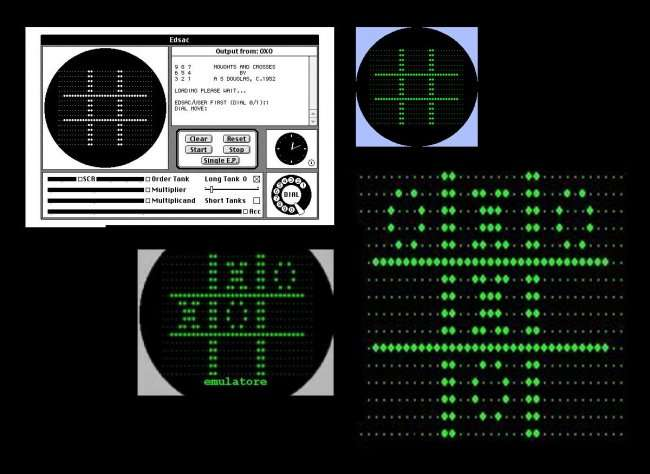 Edsac
Output from: OXO
9 8 7 NOUGHTS AND CROSSES
6 5 4 BY
3 2 1 A S DOUGLAS, C.1952
LOADING PLEASE WAIT...
EDSAC/USER FIRST (DIAL 0/1):1
DIAL MOVE:
Clear Reset
Start Stop
Single E.P.
SCR Order Tank Long Tank 0
Multiplier
Multiplicand Short Tanks
Acc
DIAL
emulatore